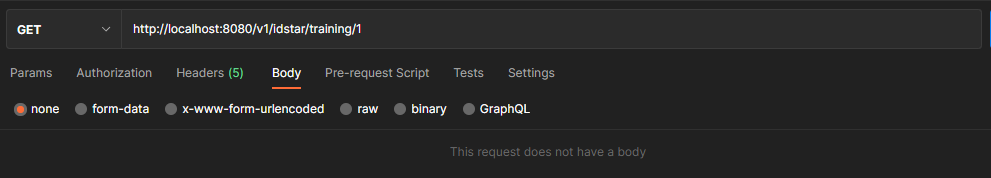 GET http://localhost:8080/v1/idstar/training/1
Params Authorization Headers (5) Body Pre-request Script Tests Settings
none form-data x-www-form-urlencoded raw binary GraphQL
This request does not have a body